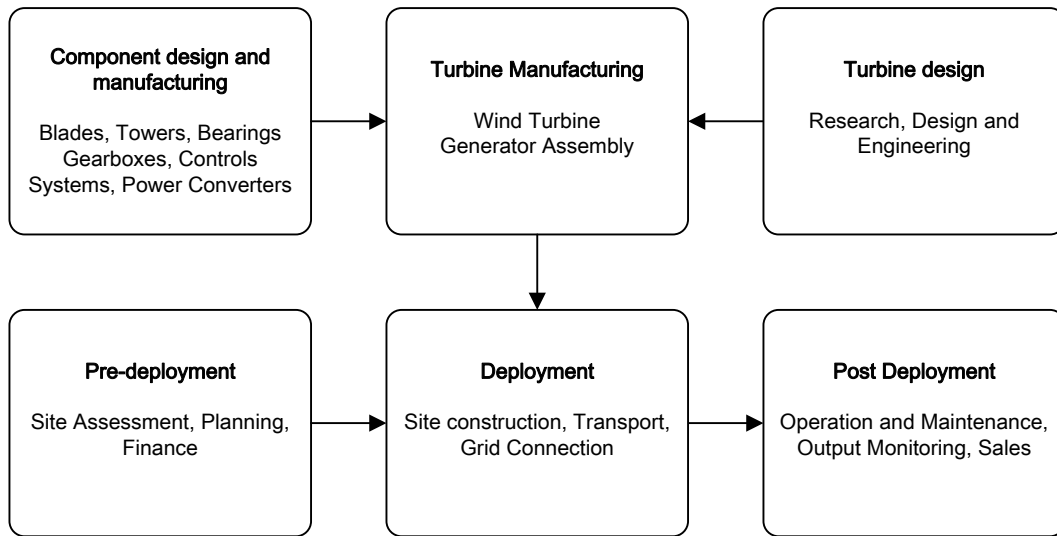 Component design and
manufacturing
Blades, Towers, Bearings
Gearboxes, Controls
Systems, Power Converters
Turbine Manufacturing
Wind Turbine
Generator Assembly
Turbine design
Research, Design and
Engineering
Pre-deployment
Site Assessment, Planning,
Finance
Deployment
Site construction, Transport,
Grid Connection
Post Deployment
Operation and Maintenance,
Output Monitoring, Sales